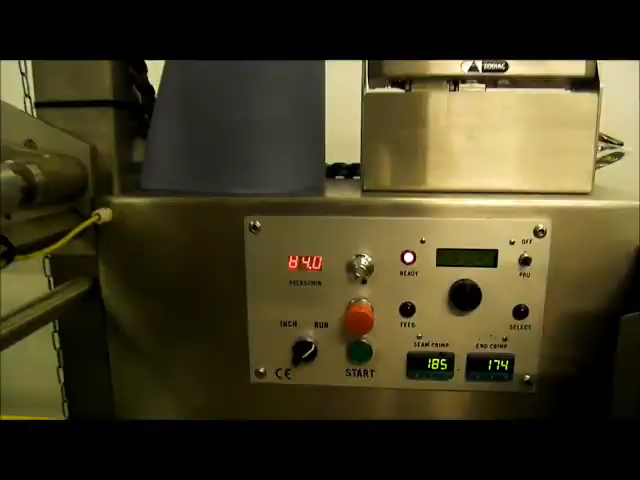 ZODIAC
OFF
84.0
READY
PRU
PACKS/MIN
FEED
SELECT
INCH RUN
SEAM CRIMP END CRIMP
185 174
CE START